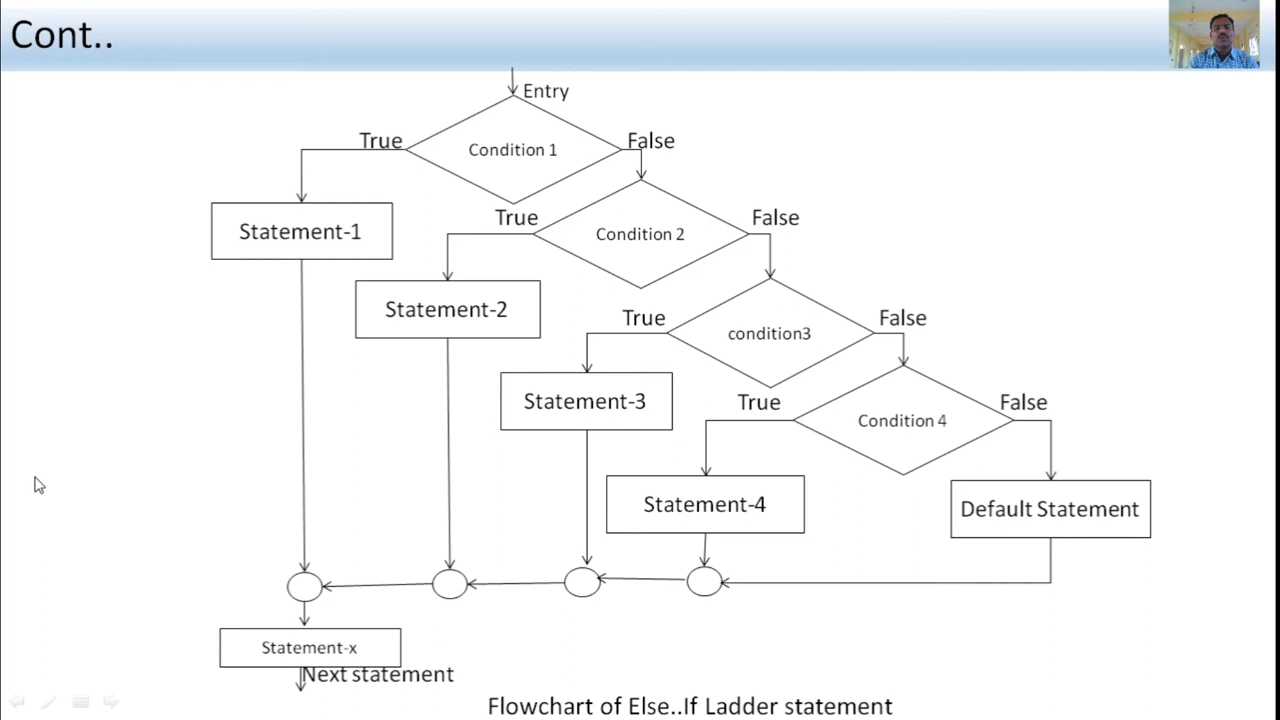 Cont..
Entry
True
Condition 1
False
Statement-1
True
Condition 2
False
Statement-2
True
condition3
False
Statement-3
True
Condition 4
False
Statement-4
Default Statement
Statement-x
Next statement
Flowchart of Else..If Ladder statement